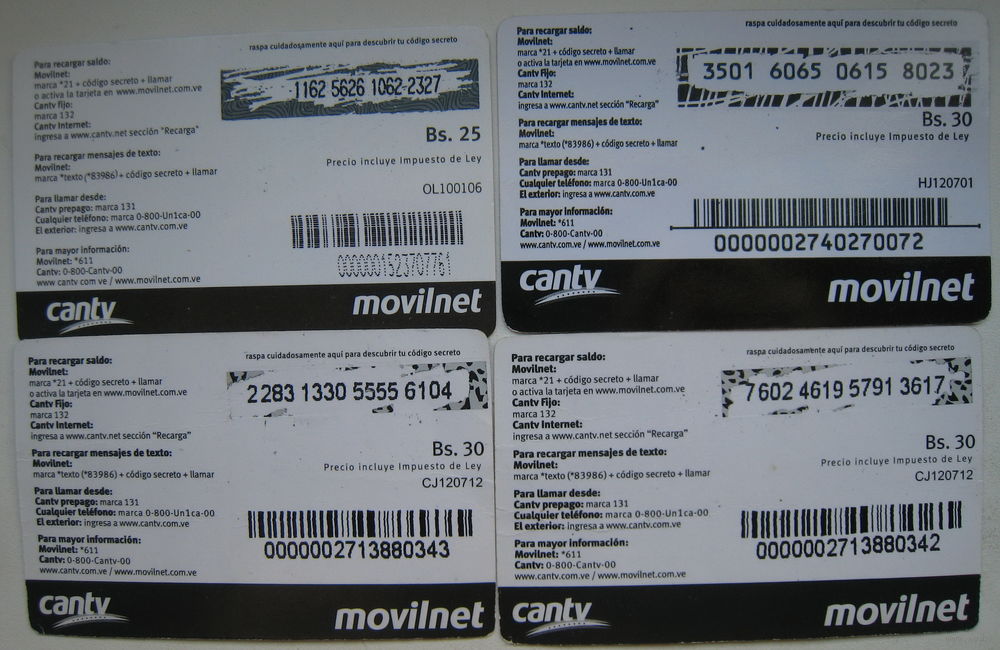 raspa cuidadosamente aquí para descubrir tu código secreto
Para recargar saldo:
Movilnet:
marca *21 + código secreto + llamar
o activa la tarjeta en www.movilnet.com.ve
Cantv fijo:
marca 132
Cantv Internet:
ingresa a www.cantv.net sección "Recarga"
1162 5626 1062 2327
Bs. 25
Precio incluye Impuesto de Ley
Para recargar mensajes de texto:
Movilnet:
marca *texto (*83986) + código secreto + llamar
OL100106
Para llamar desde:
Cantv prepago: marca 131
Cualquier teléfono: marca 0-800-Un1ca-00
El exterior: ingresa a www.cantv.com.ve
Para mayor información:
Movilnet: *611
Cantv: 0-800-Cantv-00
www.cantv.com.ve / www.movilnet.com.ve
0000001523707761
cantv
movilnet
raspa cuidadosamente aquí para descubrir tu código secreto
Para recargar saldo:
Movilnet:
marca *21 + código secreto + llamar
o activa la tarjeta en www.movilnet.com.ve
Cantv Fijo:
marca 132
Cantv Internet:
ingresa a www.cantv.net sección "Recarga"
3501 6065 0615 8023
Bs. 30
Precio incluye Impuesto de Ley
Para recargar mensajes de texto:
Movilnet:
marca *texto (*83986) + código secreto + llamar
HJ120701
Para llamar desde:
Cantv prepago: marca 131
Cualquier teléfono: marca 0-800-Un1ca-00
El exterior: ingresa a www.cantv.com.ve
Para mayor información:
Movilnet: *611
Cantv: 0-800-Cantv-00
www.cantv.com.ve / www.movilnet.com.ve
0000002740270072
cantv
movilnet
raspa cuidadosamente aquí para descubrir tu código secreto
Para recargar saldo:
Movilnet:
marca *21 + código secreto + llamar
o activa la tarjeta en www.movilnet.com.ve
Cantv Fijo:
marca 132
Cantv Internet:
ingresa a www.cantv.net sección "Recarga"
2283 1330 5555 6104
Bs. 30
Precio incluye Impuesto de Ley
Para recargar mensajes de texto:
Movilnet:
marca *texto (*83986) + código secreto + llamar
CJ120712
Para llamar desde:
Cantv prepago: marca 131
Cualquier teléfono: marca 0-800-Un1ca-00
El exterior: ingresa a www.cantv.com.ve
Para mayor información:
Movilnet: *611
Cantv: 0-800-Cantv-00
www.cantv.com.ve / www.movilnet.com.ve
0000002713880343
cantv
movilnet
raspa cuidadosamente aquí para descubrir tu código secreto
Para recargar saldo:
Movilnet:
marca *21 + código secreto + llamar
o activa la tarjeta en www.movilnet.com.ve
Cantv Fijo:
marca 132
Cantv Internet:
ingresa a www.cantv.net sección "Recarga"
7602 4619 5791 3617
Bs. 30
Precio incluye Impuesto de Ley
Para recargar mensajes de texto:
Movilnet:
marca *texto (*83986) + código secreto + llamar
CJ120712
Para llamar desde:
Cantv prepago: marca 131
Cualquier teléfono: marca 0-800-Un1ca-00
El exterior: ingresa a www.cantv.com.ve
Para mayor información:
Movilnet: *611
Cantv: 0-800-Cantv-00
www.cantv.com.ve / www.movilnet.com.ve
0000002713880342
cantv
movilnet